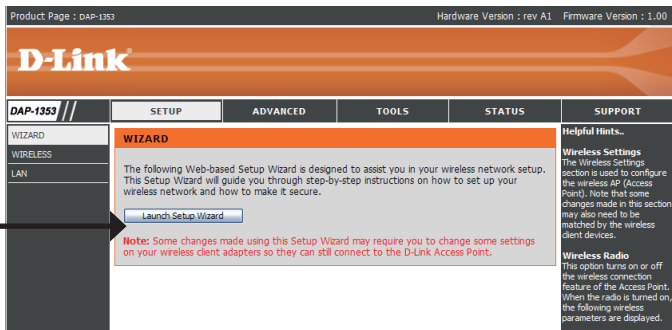 Product Page : DAP-1353 Hardware Version : rev A1 Firmware Version : 1.00
D-Link
DAP-1353 // SETUP ADVANCED TOOLS STATUS SUPPORT
WIZARD
WIRELESS
LAN
WIZARD
The following Web-based Setup Wizard is designed to assist you in your wireless network setup.
This Setup Wizard will guide you through step-by-step instructions on how to set up your
wireless network and how to make it secure.
Launch Setup Wizard
Note: Some changes made using this Setup Wizard may require you to change some settings
on your wireless client adapters so they can still connect to the D-Link Access Point.
Helpful Hints..
Wireless Settings
The Wireless Settings
section is used to configure
the wireless AP (Access
Point). Note that some
changes made in this section
may also need to be
matched by the wireless
client devices.
Wireless Radio
This option turns on or off
the wireless connection
feature of the Access Point.
When the radio is turned on,
the following wireless
parameters are displayed.